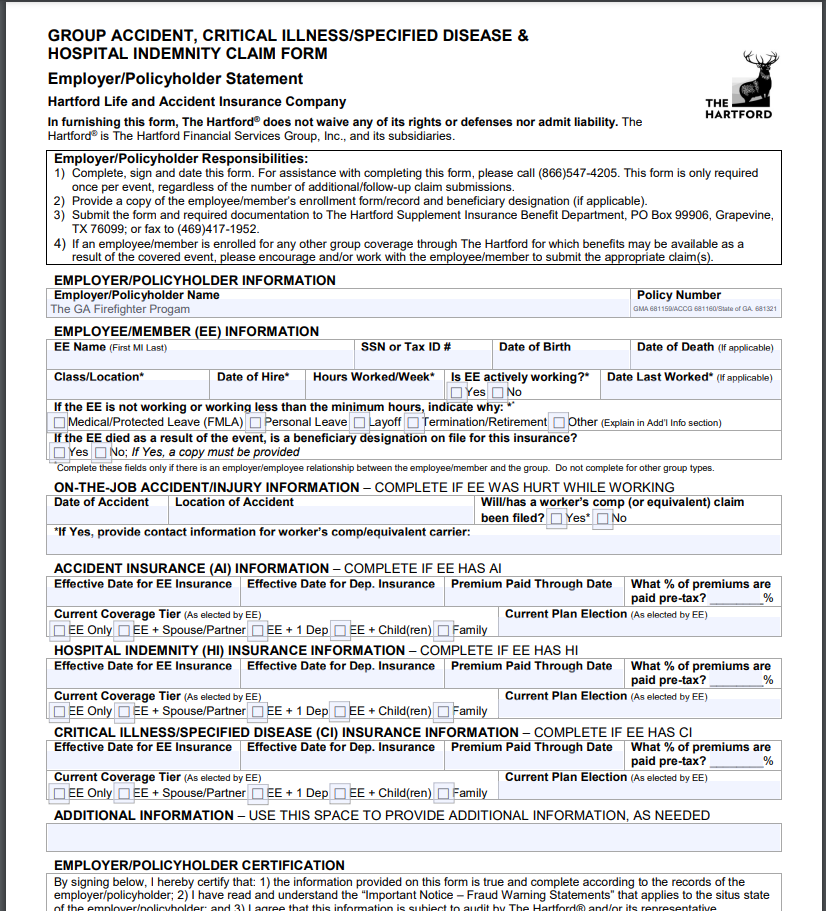 GROUP ACCIDENT, CRITICAL ILLNESS/SPECIFIED DISEASE &
HOSPITAL INDEMNITY CLAIM FORM
Employer/Policyholder Statement
Hartford Life and Accident Insurance Company
In furnishing this form, The Hartford® does not waive any of its rights or defenses nor admit liability. The
Hartford® is The Hartford Financial Services Group, Inc., and its subsidiaries.
THE
HARTFORD
Employer/Policyholder Responsibilities:
1) Complete, sign and date this form. For assistance with completing this form, please call (866)547-4205. This form is only required
once per event, regardless of the number of additional/follow-up claim submissions.
2) Provide a copy of the employee/member's enrollment form/record and beneficiary designation (if applicable).
3) Submit the form and required documentation to The Hartford Supplement Insurance Benefit Department, PO Box 99906, Grapevine,
TX 76099; or fax to (469)417-1952.
4) If an employee/member is enrolled for any other group coverage through The Hartford for which benefits may be available as a
result of the covered event, please encourage and/or work with the employee/member to submit the appropriate claim(s).
EMPLOYER/POLICYHOLDER INFORMATION
Employer/Policyholder Name Policy Number
The GA Firefighter Progam GMA 681159/ACCG 681160/State of GA. 681321
EMPLOYEE/MEMBER (EE) INFORMATION
EE Name (First MI Last) SSN or Tax ID # Date of Birth Date of Death (If applicable)
Class/Location* Date of Hire* Hours Worked/Week* Is EE actively working?* Date Last Worked* (If applicable)
Yes No
If the EE is not working or working less than the minimum hours, indicate why: *
Medical/Protected Leave (FMLA) Personal Leave Layoff Termination/Retirement Other (Explain in Add'l Info section)
If the EE died as a result of the event, is a beneficiary designation on file for this insurance?
Yes No; If Yes, a copy must be provided
*Complete these fields only if there is an employer/employee relationship between the employee/member and the group. Do not complete for other group types.
ON-THE-JOB ACCIDENT/INJURY INFORMATION – COMPLETE IF EE WAS HURT WHILE WORKING
Date of Accident Location of Accident Will/has a worker's comp (or equivalent) claim
been filed? Yes* No
*If Yes, provide contact information for worker's comp/equivalent carrier:
ACCIDENT INSURANCE (AI) INFORMATION – COMPLETE IF EE HAS AI
Effective Date for EE Insurance Effective Date for Dep. Insurance Premium Paid Through Date What % of premiums are
paid pre-tax? ________%
Current Coverage Tier (As elected by EE) Current Plan Election (As elected by EE)
EE Only EE + Spouse/Partner EE + 1 Dep EE + Child(ren) Family
HOSPITAL INDEMNITY (HI) INSURANCE INFORMATION – COMPLETE IF EE HAS HI
Effective Date for EE Insurance Effective Date for Dep. Insurance Premium Paid Through Date What % of premiums are
paid pre-tax? ________%
Current Coverage Tier (As elected by EE) Current Plan Election (As elected by EE)
EE Only EE + Spouse/Partner EE + 1 Dep EE + Child(ren) Family
CRITICAL ILLNESS/SPECIFIED DISEASE (CI) INSURANCE INFORMATION – COMPLETE IF EE HAS CI
Effective Date for EE Insurance Effective Date for Dep. Insurance Premium Paid Through Date What % of premiums are
paid pre-tax? ________%
Current Coverage Tier (As elected by EE) Current Plan Election (As elected by EE)
EE Only EE + Spouse/Partner EE + 1 Dep EE + Child(ren) Family
ADDITIONAL INFORMATION – USE THIS SPACE TO PROVIDE ADDITIONAL INFORMATION, AS NEEDED
EMPLOYER/POLICYHOLDER CERTIFICATION
By signing below, I hereby certify that: 1) the information provided on this form is true and complete according to the records of the
employer/policyholder; 2) I have read and understand the "Important Notice – Fraud Warning Statements" that applies to the situs state
of the employer/policyholder; and 3) I agree that this information is subject to audit by The Hartford® and/or its representative